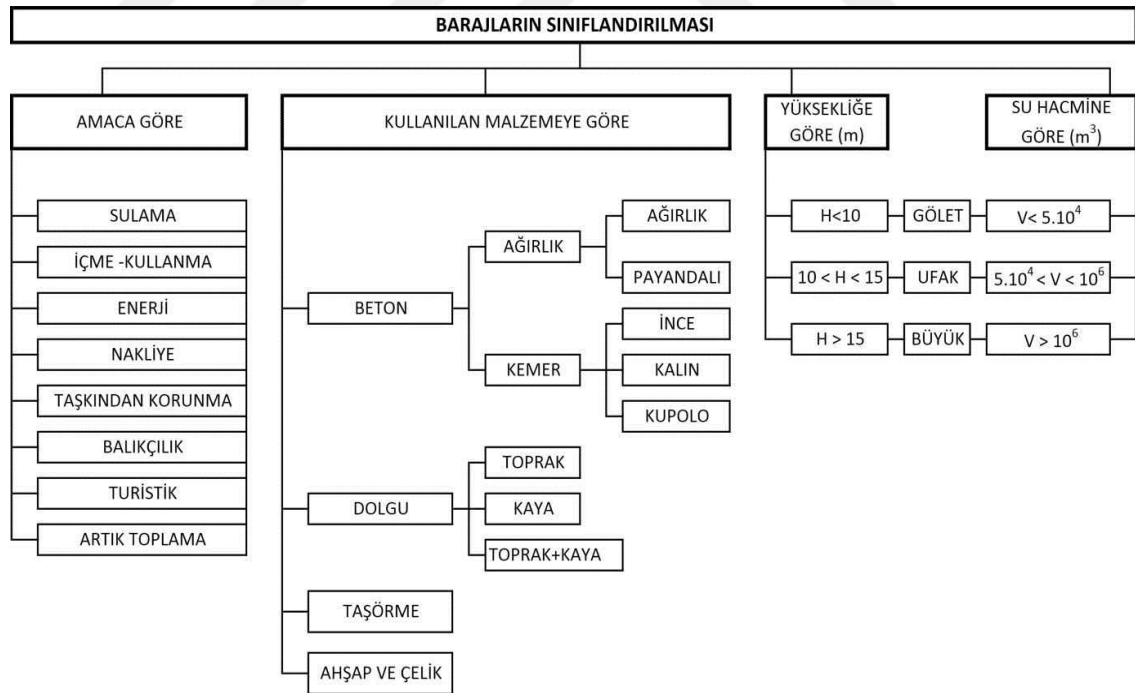 BARAJLARIN SINIFLANDIRILMASI
AMACA GÖRE
SULAMA
İÇME -KULLANMA
ENERJİ
NAKLİYE
TAŞKINDAN KORUNMA
BALIKÇILIK
TURİSTİK
ARTIK TOPLAMA
KULLANILAN MALZEMEYE GÖRE
BETON
AĞIRLIK
AĞIRLIK
PAYANDALI
KEMER
İNCE
KALIN
KUPOLO
DOLGU
TOPRAK
KAYA
TOPRAK+KAYA
TAŞÖRME
AHŞAP VE ÇELİK
YÜKSEKLİĞE
GÖRE (m)
SU HACMİNE
GÖRE (m³)
H<10 GÖLET V< 5.10⁴
10 < H < 15 UFAK 5.10⁴ < V < 10⁶
H > 15 BÜYÜK V > 10⁶